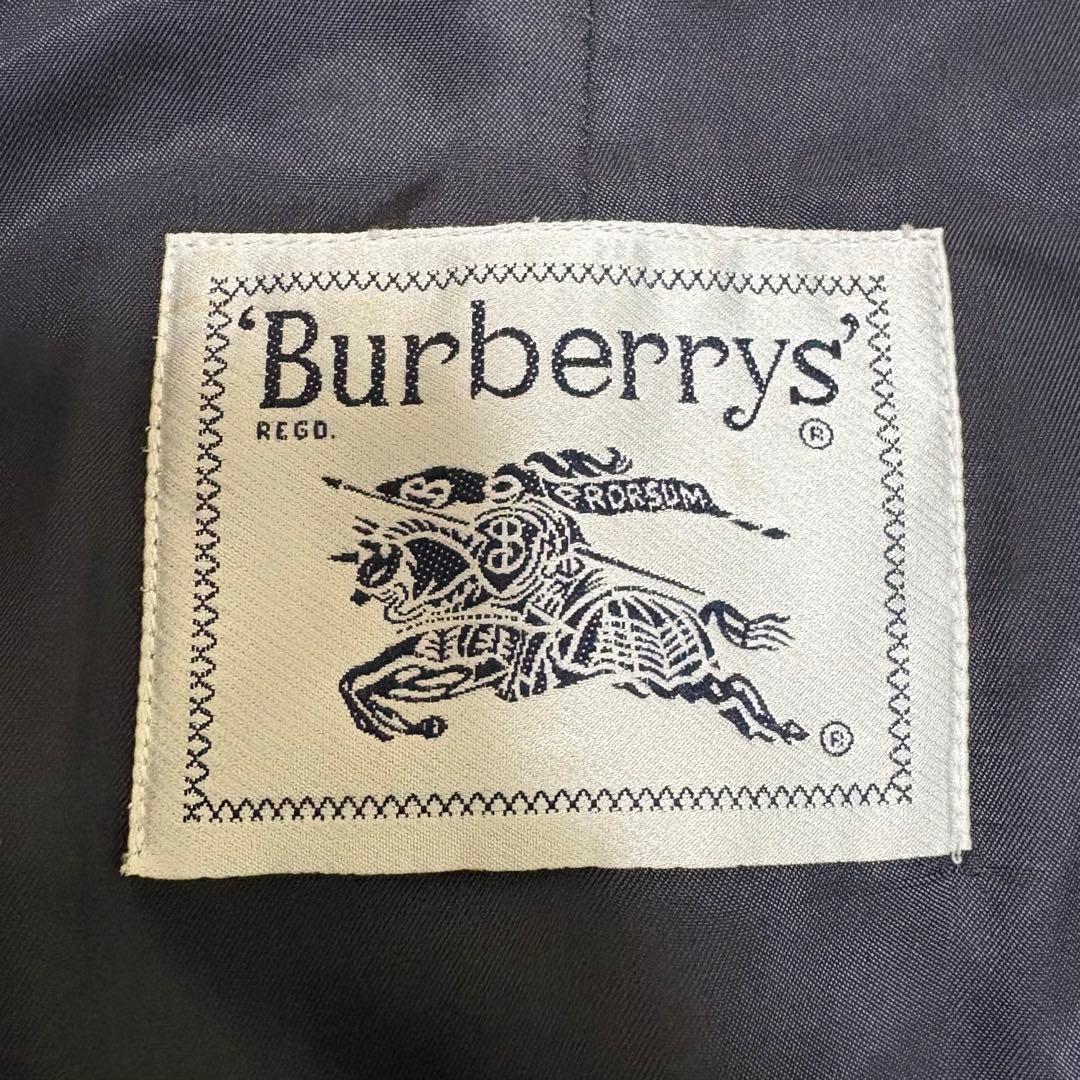 'Burberrys'
REGD. ®
B PRORSUM
®